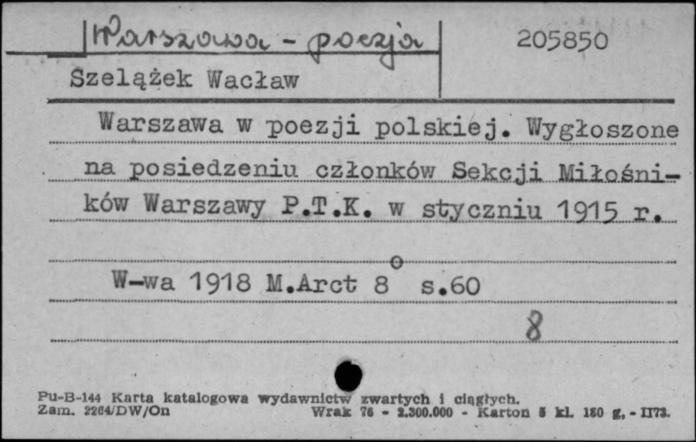 Warszawa - poezja
205850
Szelążek Wacław
Warszawa w poezji polskiej. Wygłoszone
na posiedzeniu członków Sekcji Miłośni-
ków Warszawy P.T.K. w styczniu 1915 r.
W-wa 1918 M.Arct 8° s.60
8
Pu-B-144 Karta katalogowa wydawnictw zwartych i ciągłych.
Zam. 2264/DW/On Wrak 76 - 2.300.000 - Karton 5 kl. 180 g, - II73.